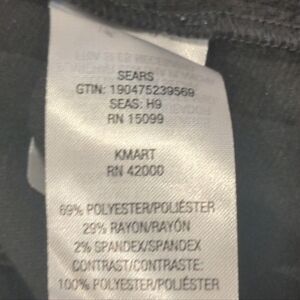 SEARS
GTIN: 190475239569
SEAS: H9
RN 15099
KMART
RN 42000
69% POLYESTER/POLIÉSTER
29% RAYON/RAYÓN
2% SPANDEX/SPANDEX
CONTRAST/CONTRASTE:
100% POLYESTER/POLIÉSTER